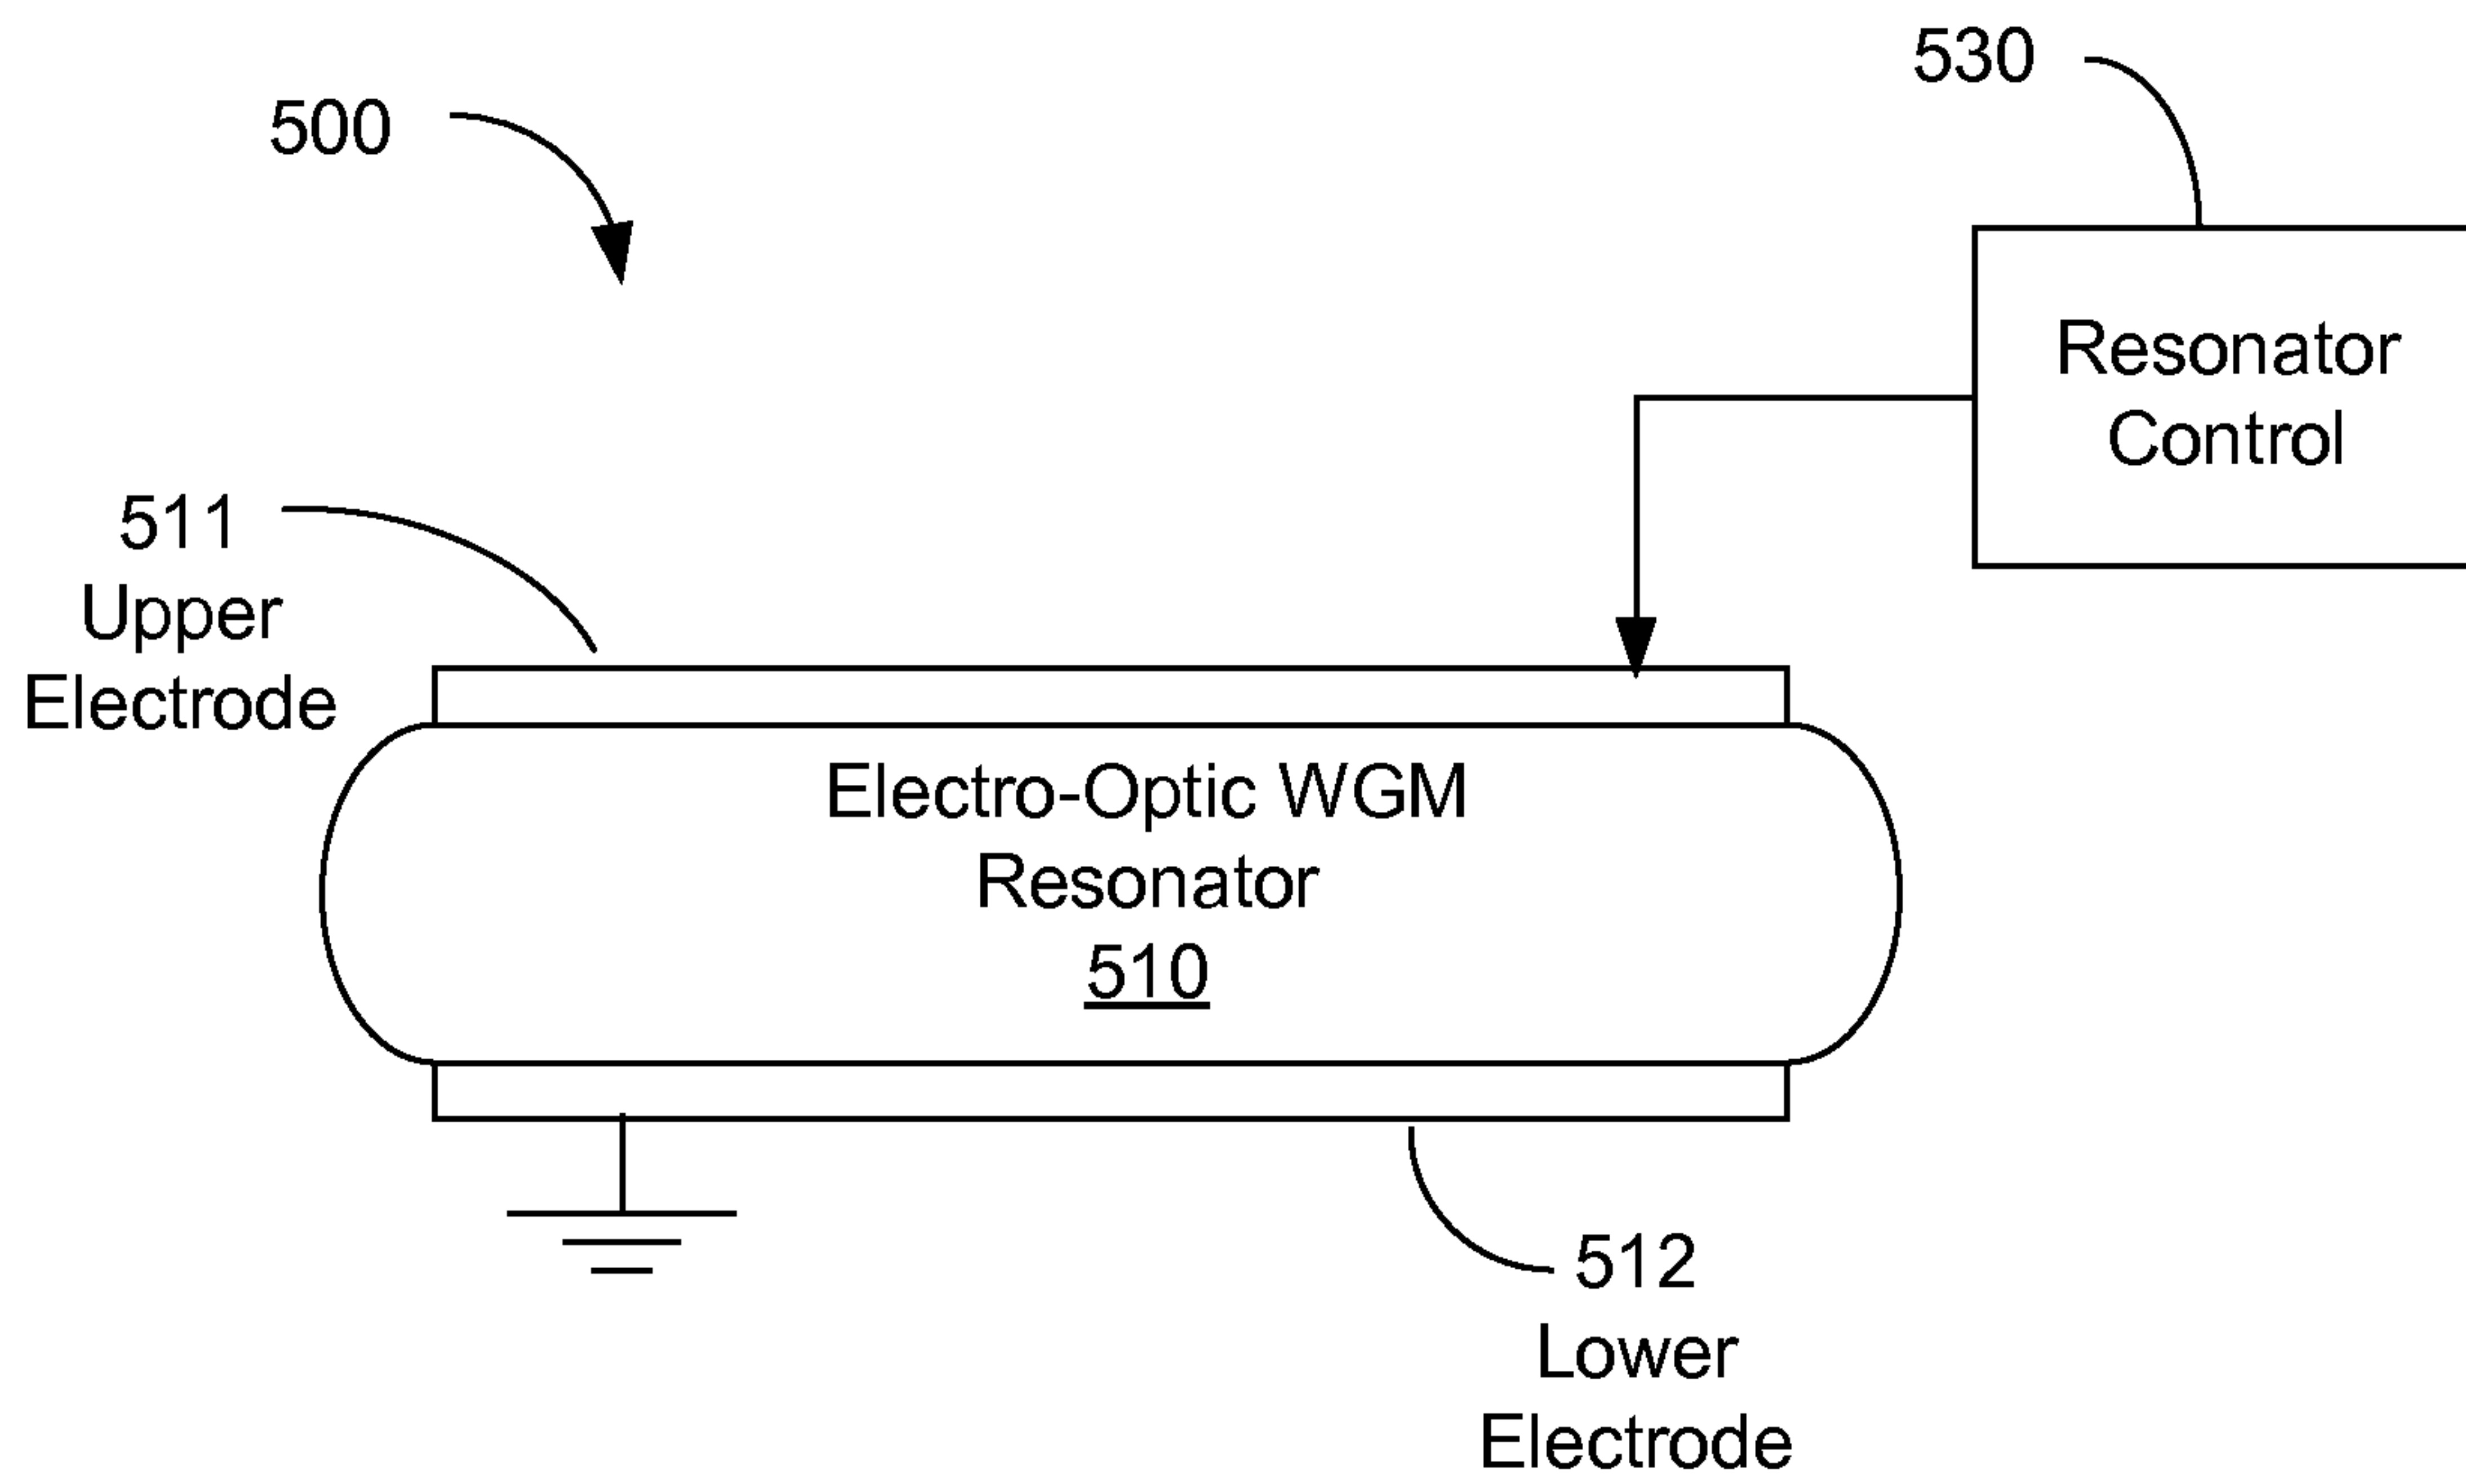 530
500
Resonator
Control
511
Upper
Electrode
Electro-Optic WGM
Resonator
510
512
Lower
Electrode